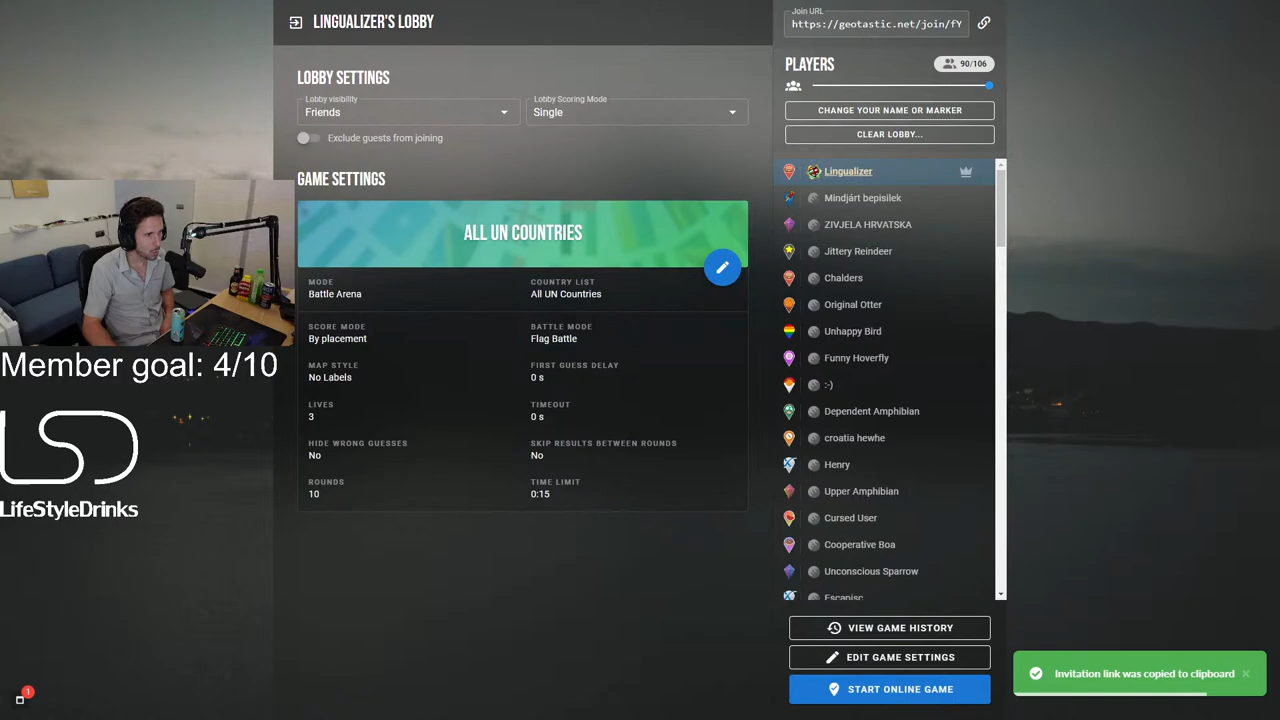 LINGUALIZER'S LOBBY
LOBBY SETTINGS
Lobby visibility
Friends
Lobby Scoring Mode
Single
Exclude guests from joining
GAME SETTINGS
ALL UN COUNTRIES
MODE
Battle Arena
COUNTRY LIST
All UN Countries
SCORE MODE
By placement
BATTLE MODE
Flag Battle
MAP STYLE
No Labels
FIRST GUESS DELAY
0 s
LIVES
3
TIMEOUT
0 s
HIDE WRONG GUESSES
No
SKIP RESULTS BETWEEN ROUNDS
No
ROUNDS
10
TIME LIMIT
0:15
Member goal: 4/10
LSD
LifeStyleDrinks
1
Join URL
https://geotastic.net/join/fY
PLAYERS
90/106
CHANGE YOUR NAME OR MARKER
CLEAR LOBBY...
Lingualizer
Mindjárt bepisilek
ZIVJELA HRVATSKA
Jittery Reindeer
Chalders
Original Otter
Unhappy Bird
Funny Hoverfly
:-)
Dependent Amphibian
croatia hewhe
Henry
Upper Amphibian
Cursed User
Cooperative Boa
Unconscious Sparrow
Escapisc
VIEW GAME HISTORY
EDIT GAME SETTINGS
START ONLINE GAME
Invitation link was copied to clipboard